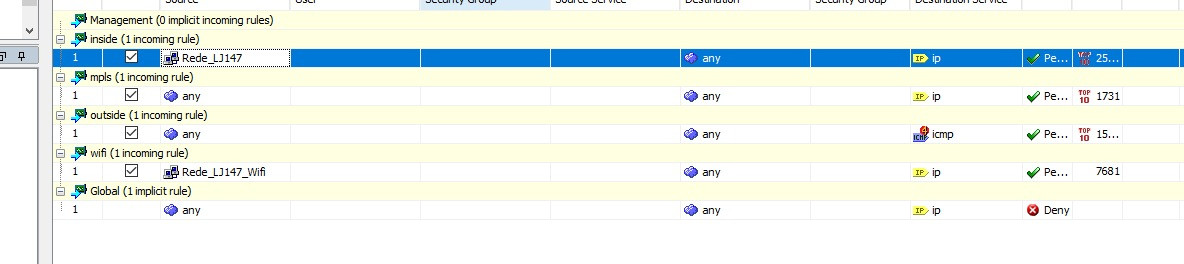 Source User Security Group Source Service Destination Security Group Destination Service
Management (0 implicit incoming rules)
inside (1 incoming rule)
1 Rede_LJ147 any IP ip Pe... 25...
mpls (1 incoming rule)
1 any any IP ip Pe... TOP 10 1731
outside (1 incoming rule)
1 any any ICMP icmp Pe... TOP 10 15...
wifi (1 incoming rule)
1 Rede_LJ147_Wifi any IP ip Pe... 7681
Global (1 implicit rule)
1 any any IP ip Deny